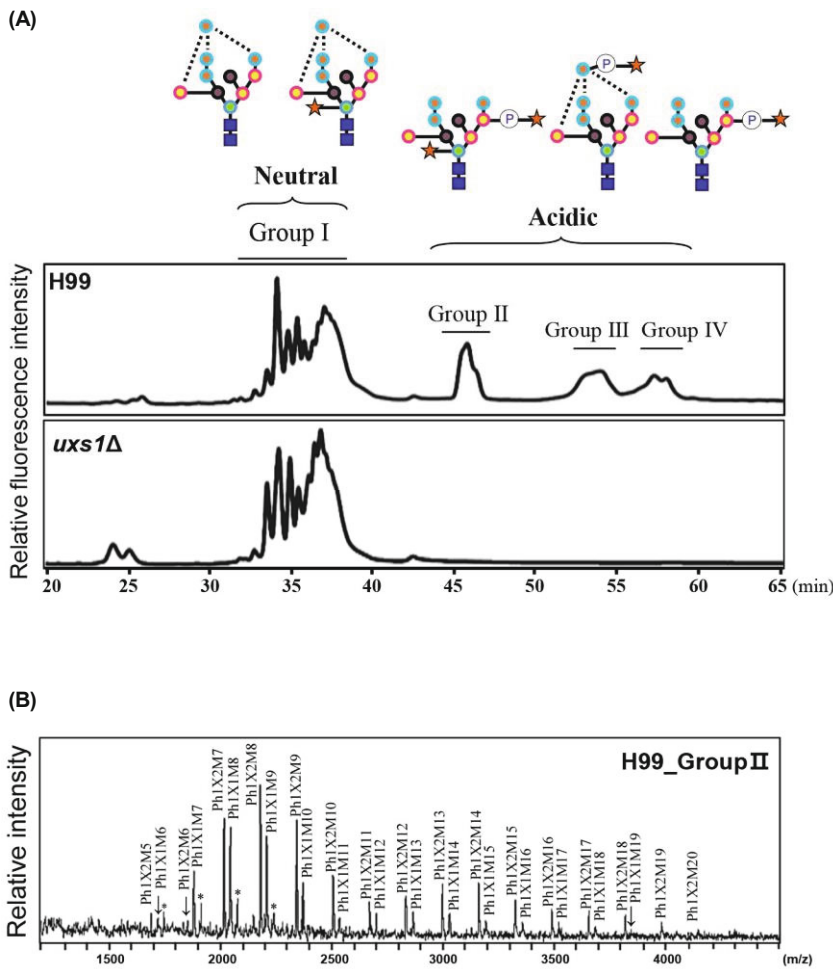 (A)
P
P
P
Neutral
Acidic
Group I
H99
Group II
Group III
Group IV
uxs1Δ
Relative fluorescence intensity
20 25 30 35 40 45 50 55 60 65 (min)
(B)
H99_Group II
Relative intensity
Ph1X2M5
Ph1X1M6
*
Ph1X2M6
Ph1X1M7
*
Ph1X2M7
Ph1X1M8
*
Ph1X2M8
Ph1X1M9
*
Ph1X2M9
Ph1X1M10
Ph1X2M10
Ph1X1M11
Ph1X2M11
Ph1X1M12
Ph1X2M12
Ph1X1M13
Ph1X2M13
Ph1X1M14
Ph1X2M14
Ph1X1M15
Ph1X2M15
Ph1X1M16
Ph1X2M16
Ph1X1M17
Ph1X2M17
Ph1X1M18
Ph1X2M18
Ph1X1M19
Ph1X2M19
Ph1X2M20
1500 2000 2500 3000 3500 4000 (m/z)